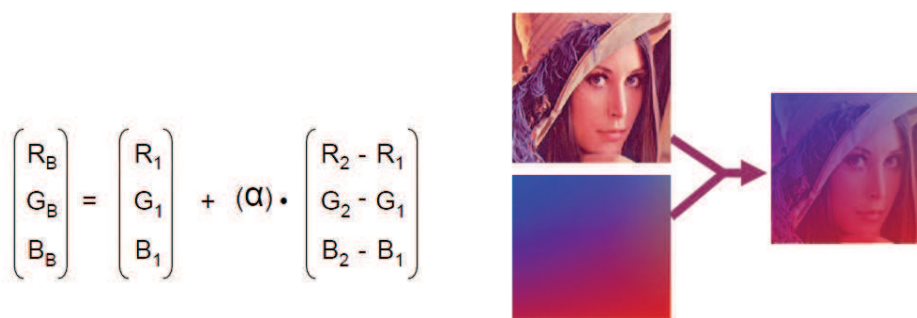 R_B R_1 R_2 - R_1
G_B = G_1 + (α) • G_2 - G_1
B_B B_1 B_2 - B_1